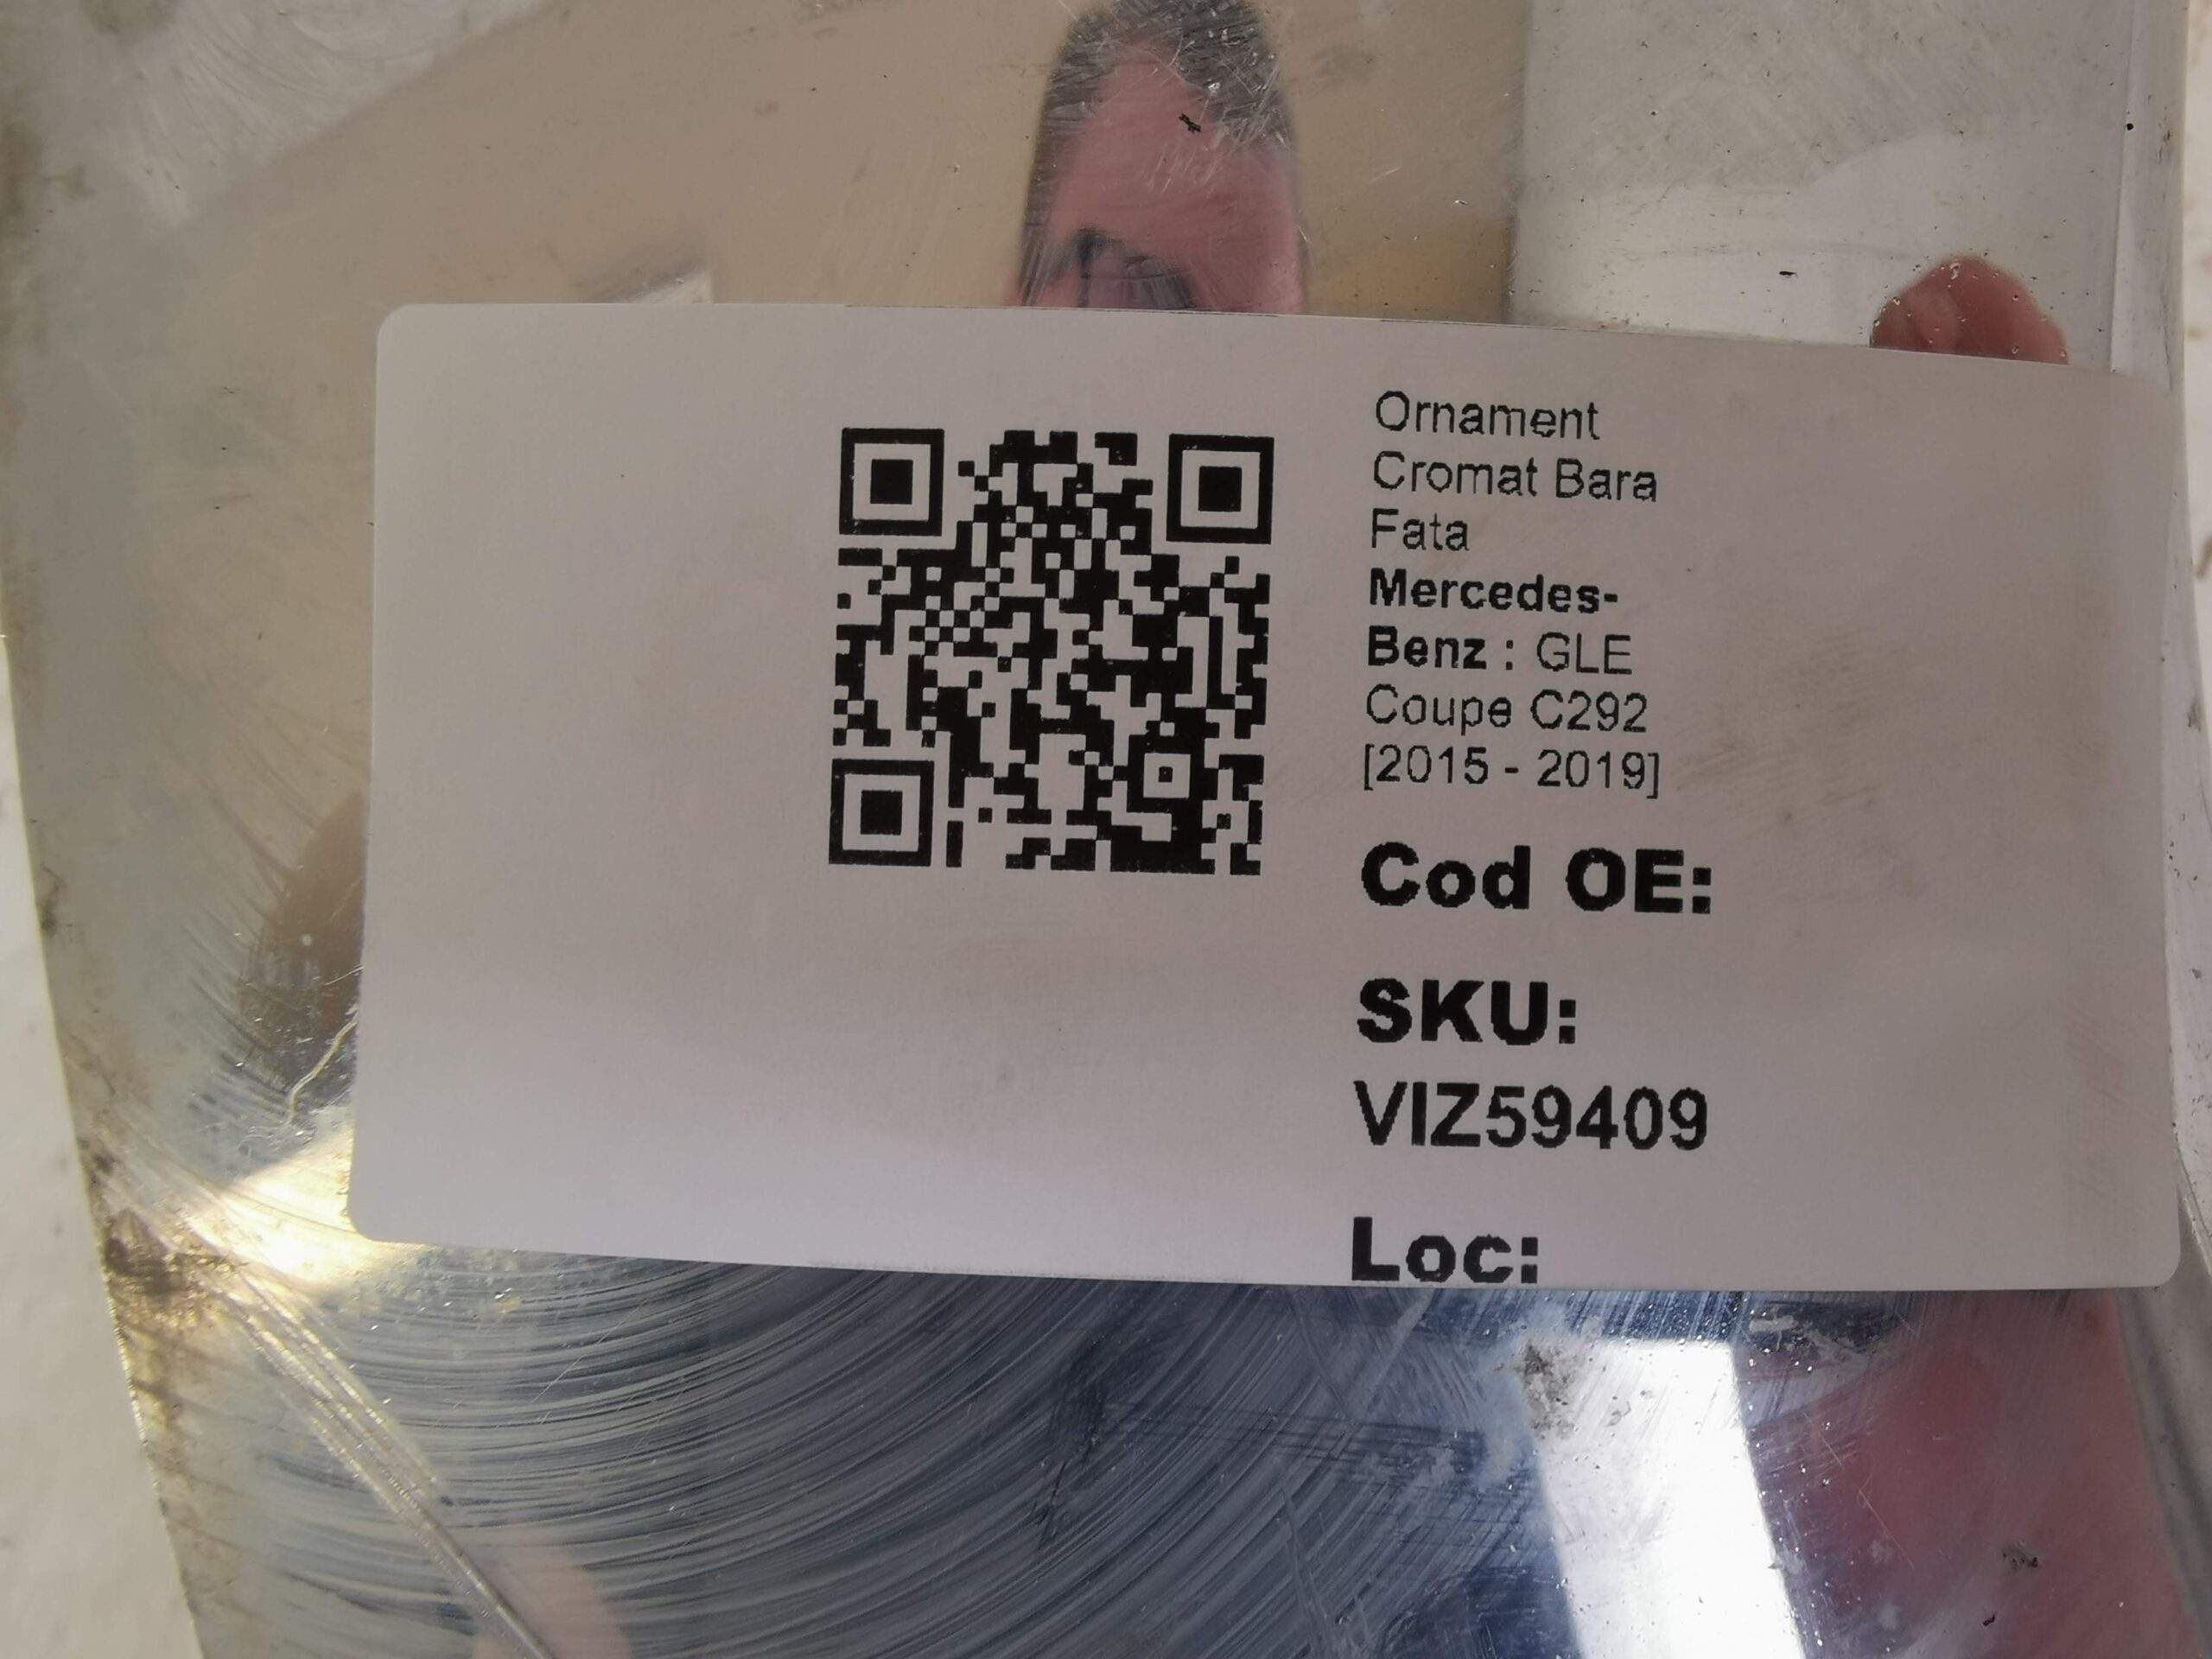 Ornament
Cromat Bara
Fata
Mercedes-
Benz : GLE
Coupe C292
[2015 - 2019]
Cod OE:
SKU:
VIZ59409
Loc: